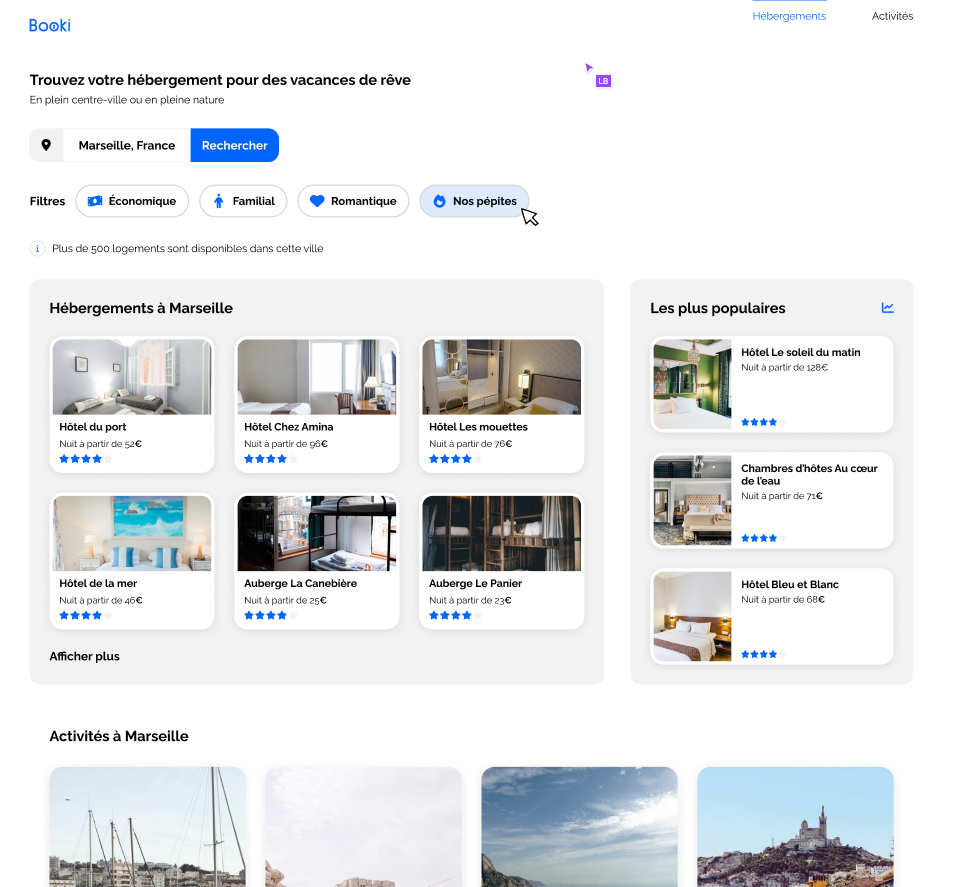 Booki
Hébergements
Activités
LB
Trouvez votre hébergement pour des vacances de rêve
En plein centre-ville ou en pleine nature
Marseille, France
Rechercher
Filtres
Économique
Familial
Romantique
Nos pépites
i
Plus de 500 logements sont disponibles dans cette ville
Hébergements à Marseille
Hôtel du port
Nuit à partir de 52€
Hôtel Chez Amina
Nuit à partir de 96€
Hôtel Les mouettes
Nuit à partir de 76€
Hôtel de la mer
Nuit à partir de 46€
Auberge La Canebière
Nuit à partir de 25€
Auberge Le Panier
Nuit à partir de 23€
Afficher plus
Les plus populaires
Hôtel Le soleil du matin
Nuit à partir de 128€
Chambres d'hôtes Au cœur
de l'eau
Nuit à partir de 71€
Hôtel Bleu et Blanc
Nuit à partir de 68€
Activités à Marseille